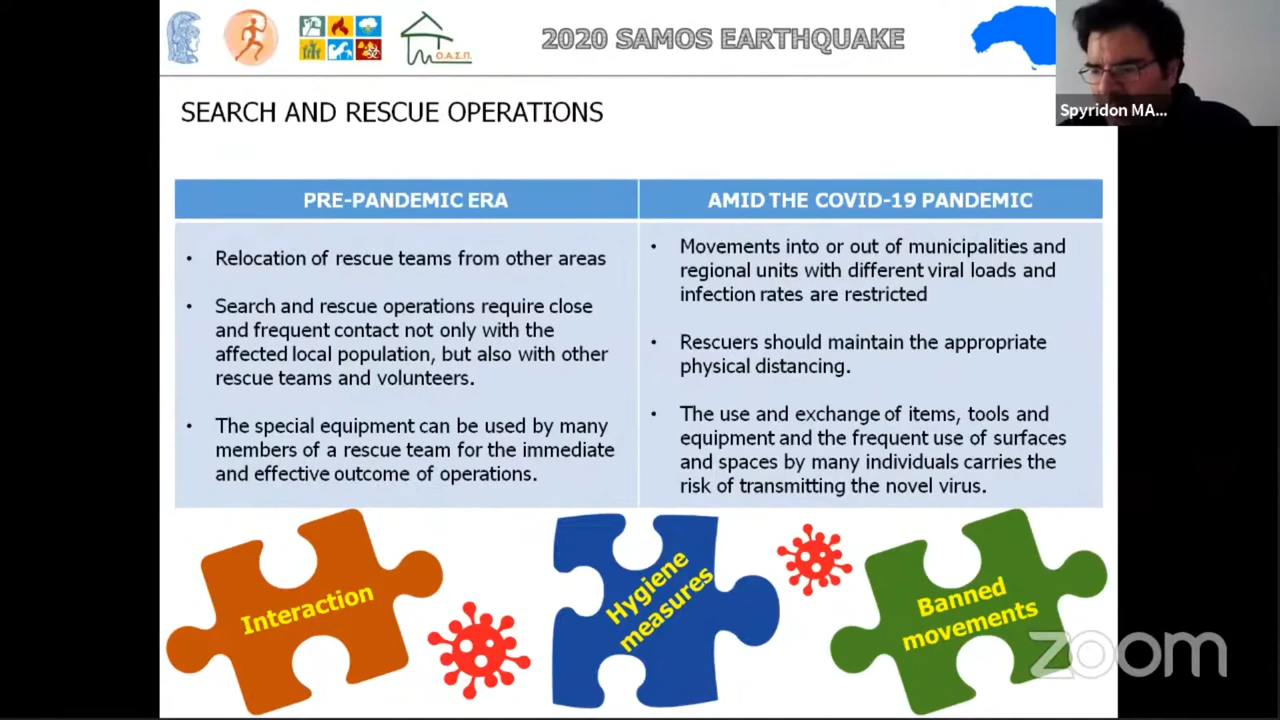 Ο.Α.Σ.Π.
2020 SAMOS EARTHQUAKE
Spyridon MA...
SEARCH AND RESCUE OPERATIONS
PRE-PANDEMIC ERA
• Relocation of rescue teams from other areas
• Search and rescue operations require close
and frequent contact not only with the
affected local population, but also with other
rescue teams and volunteers.
• The special equipment can be used by many
members of a rescue team for the immediate
and effective outcome of operations.
AMID THE COVID-19 PANDEMIC
• Movements into or out of municipalities and
regional units with different viral loads and
infection rates are restricted
• Rescuers should maintain the appropriate
physical distancing.
• The use and exchange of items, tools and
equipment and the frequent use of surfaces
and spaces by many individuals carries the
risk of transmitting the novel virus.
Interaction
Hygiene
measures
Banned
movements
zoom